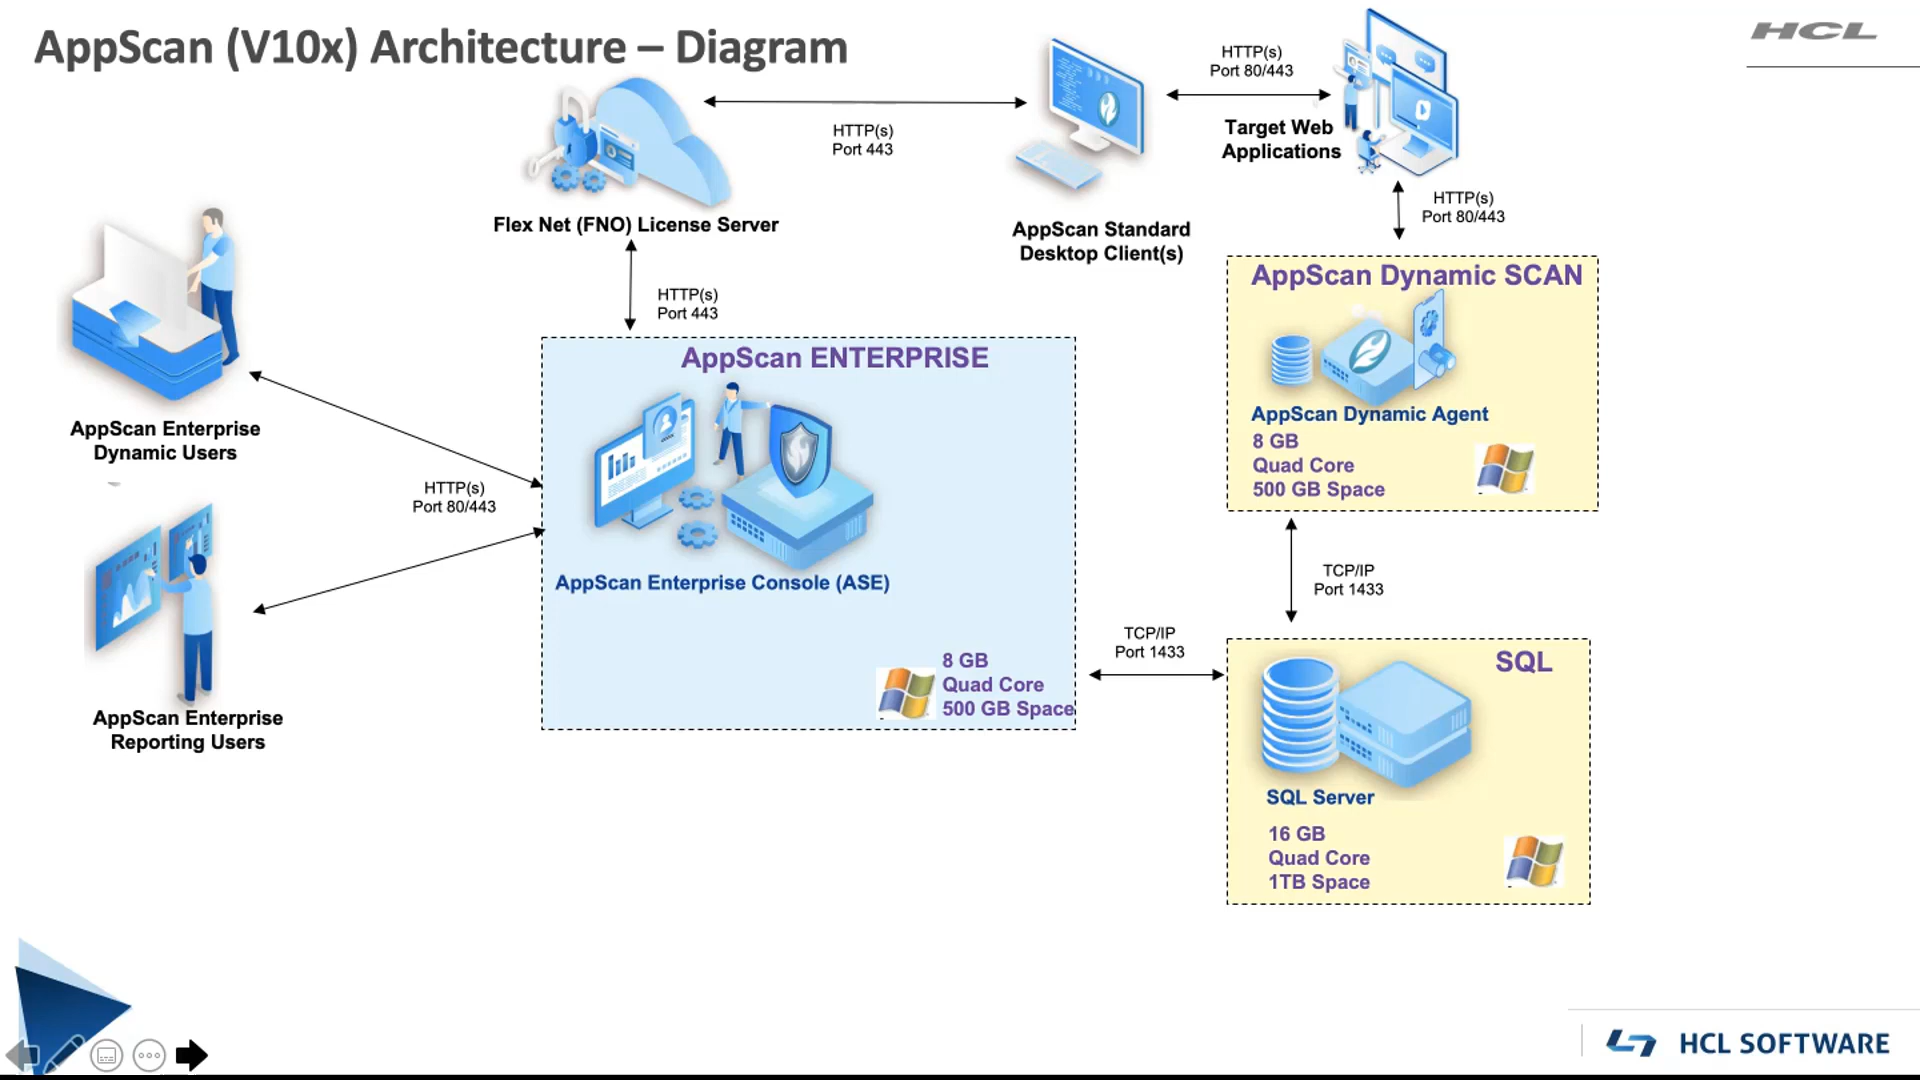 AppScan (V10x) Architecture – Diagram
HCL
HTTP(s)
Port 80/443
HTTP(s)
Port 443
Target Web
Applications
HTTP(s)
Port 80/443
Flex Net (FNO) License Server
AppScan Standard
Desktop Client(s)
HTTP(s)
Port 443
AppScan Dynamic SCAN
AppScan Dynamic Agent
8 GB
Quad Core
500 GB Space
AppScan ENTERPRISE
AppScan Enterprise Console (ASE)
8 GB
Quad Core
500 GB Space
AppScan Enterprise
Dynamic Users
HTTP(s)
Port 80/443
AppScan Enterprise
Reporting Users
TCP/IP
Port 1433
TCP/IP
Port 1433
SQL
SQL Server
16 GB
Quad Core
1TB Space
HCL SOFTWARE